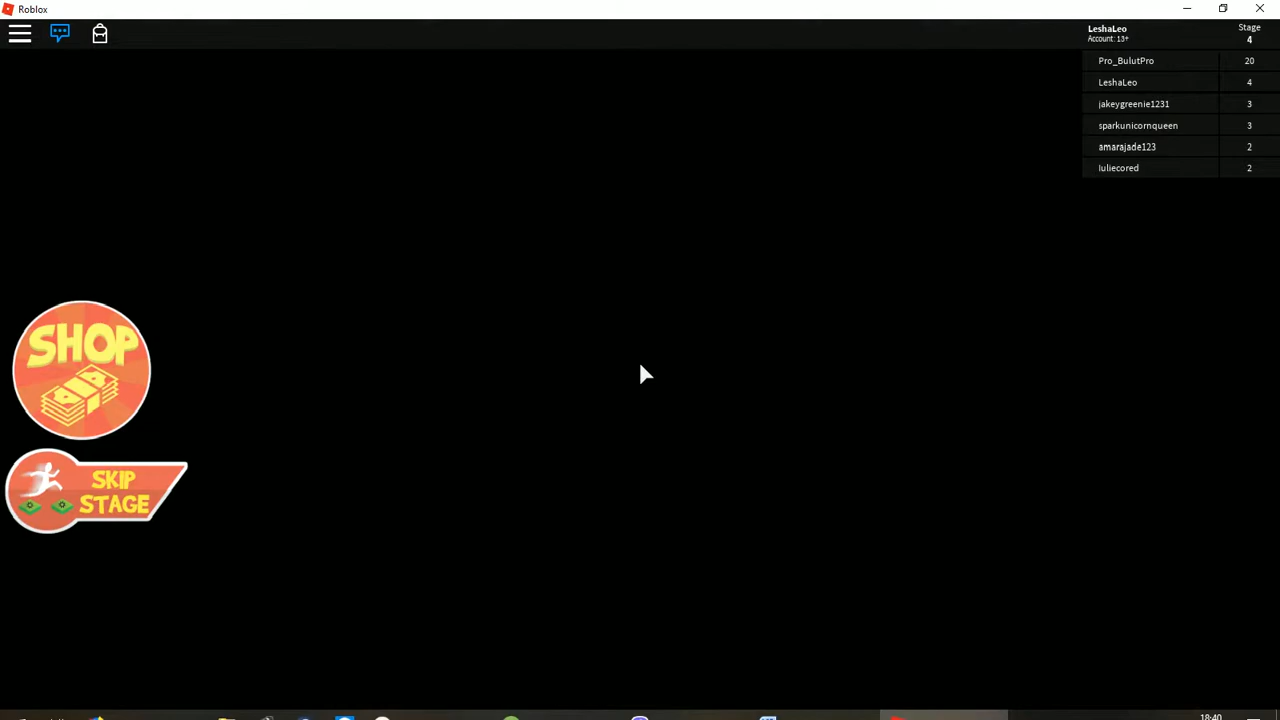 Roblox
LeshaLeo
Account: 13+
Stage
4
Pro_BulutPro 20
LeshaLeo 4
jakeygreenie1231 3
sparkunicornqueen 3
amarajade123 2
Iuliecored 2
SHOP
SKIP
STAGE
18:40